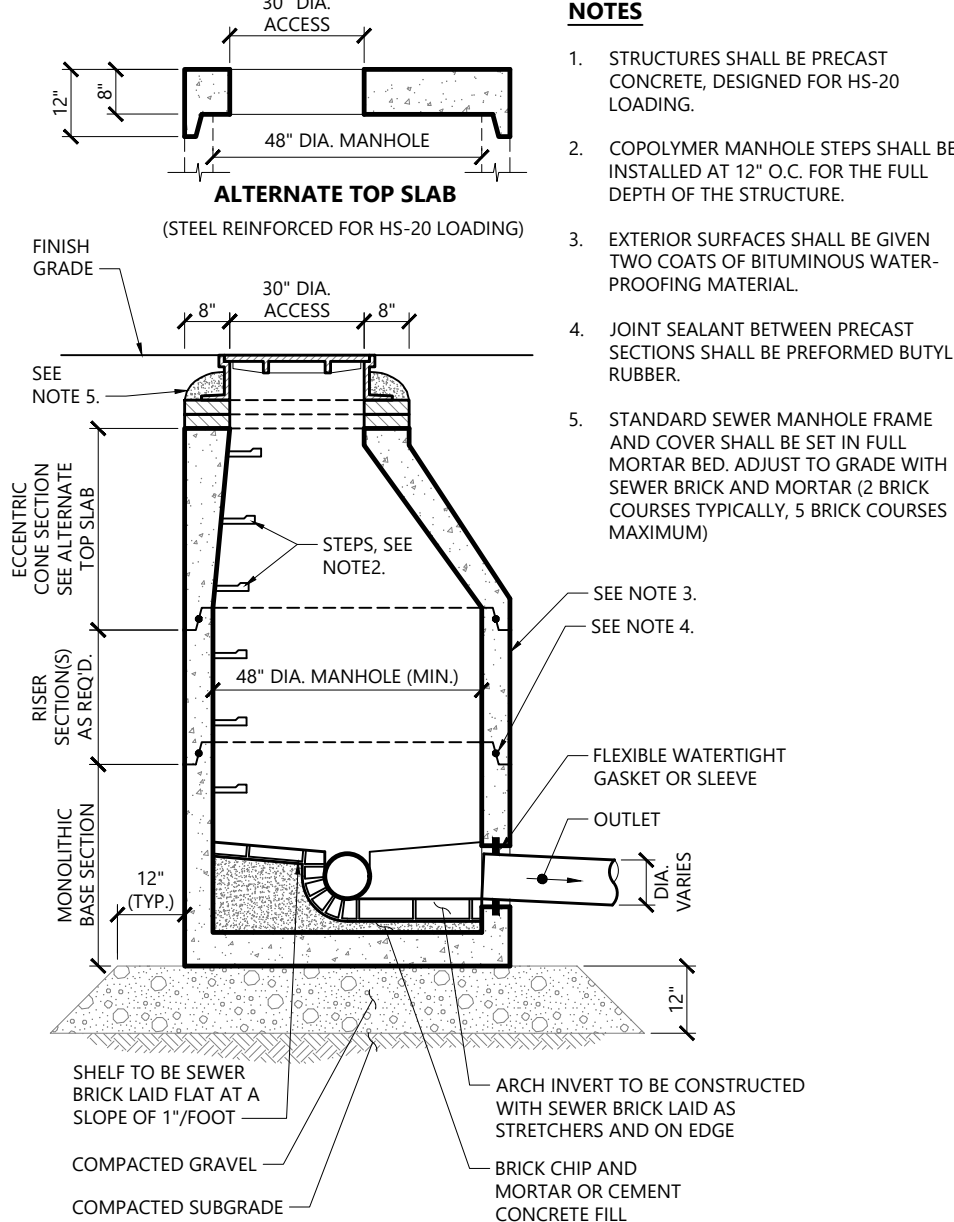 30" DIA.
ACCESS
12"
8"
48" DIA. MANHOLE
ALTERNATE TOP SLAB
(STEEL REINFORCED FOR HS-20 LOADING)
FINISH
GRADE
30" DIA.
ACCESS
8"
8"
SEE
NOTE 5.
ECCENTRIC
CONE SECTION
SEE ALTERNATE
TOP SLAB
STEPS, SEE
NOTE2.
SEE NOTE 3.
SEE NOTE 4.
RISER
SECTION(S)
AS REQ'D.
48" DIA. MANHOLE (MIN.)
FLEXIBLE WATERTIGHT
GASKET OR SLEEVE
OUTLET
MONOLITHIC
BASE SECTION
12"
(TYP.)
DIA.
VARIES
12"
SHELF TO BE SEWER
BRICK LAID FLAT AT A
SLOPE OF 1"/FOOT
COMPACTED GRAVEL
COMPACTED SUBGRADE
ARCH INVERT TO BE CONSTRUCTED
WITH SEWER BRICK LAID AS
STRETCHERS AND ON EDGE
BRICK CHIP AND
MORTAR OR CEMENT
CONCRETE FILL
NOTES
1. STRUCTURES SHALL BE PRECAST
CONCRETE, DESIGNED FOR HS-20
LOADING.
2. COPOLYMER MANHOLE STEPS SHALL BE
INSTALLED AT 12" O.C. FOR THE FULL
DEPTH OF THE STRUCTURE.
3. EXTERIOR SURFACES SHALL BE GIVEN
TWO COATS OF BITUMINOUS WATER-
PROOFING MATERIAL.
4. JOINT SEALANT BETWEEN PRECAST
SECTIONS SHALL BE PREFORMED BUTYL
RUBBER.
5. STANDARD SEWER MANHOLE FRAME
AND COVER SHALL BE SET IN FULL
MORTAR BED. ADJUST TO GRADE WITH
SEWER BRICK AND MORTAR (2 BRICK
COURSES TYPICALLY, 5 BRICK COURSES
MAXIMUM)